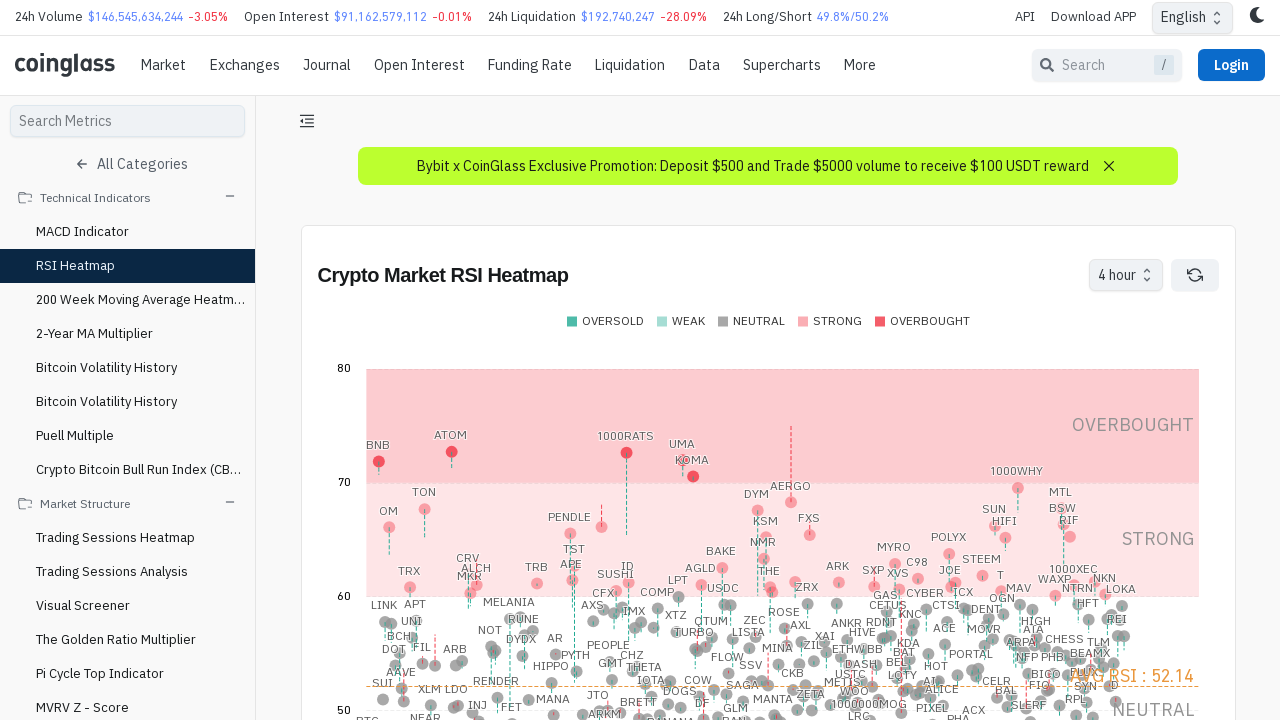 24h Volume $146,545,634,244 -3.05% Open Interest $91,162,579,112 -0.01% 24h Liquidation $192,740,247 -28.09% 24h Long/Short 49.8%/50.2% API Download APP English
coinglass Market Exchanges Journal Open Interest Funding Rate Liquidation Data Supercharts More Search / Login
Search Metrics
All Categories
Technical Indicators
MACD Indicator
RSI Heatmap
200 Week Moving Average Heatm...
2-Year MA Multiplier
Bitcoin Volatility History
Bitcoin Volatility History
Puell Multiple
Crypto Bitcoin Bull Run Index (CB...
Market Structure
Trading Sessions Heatmap
Trading Sessions Analysis
Visual Screener
The Golden Ratio Multiplier
Pi Cycle Top Indicator
MVRV Z - Score
Bybit x CoinGlass Exclusive Promotion: Deposit $500 and Trade $5000 volume to receive $100 USDT reward
Crypto Market RSI Heatmap
4 hour
OVERSOLD WEAK NEUTRAL STRONG OVERBOUGHT
80
OVERBOUGHT
BNB ATOM 1000RATS UMA
KOMA
70
1000WHY
TON DYM AERGO MTL
OM PENDLE KSM FXS SUN BSW
HIFI RIF
NMR POLYX
TST BAKE MYRO STRONG
CRV APE ID AGLD THE ARK C98 STEEM
TRX ALCH TRB SUSHI LPT SXP XVS JOE T 1000XEC
MKR CFX COMP USDC ZRX GAS CYBER ICX MAV WAXP NKN
60
NTRN LOKA
LINK APT MELANIA AXS IMX XTZ ROSE CETUS CTSI DENT OGN HFT
UNI RUNE QTUM ZEC AXL ANKR RDNT KNC HIGH REI
BCH NOT DYDX TURBO LISTA XAI HIVE ACE MOVR ATA
DOT FIL ARB AR PEOPLE FLOW MINA ZIL ETHW BB KDA ARPA CHESS TLM
PYTH CHZ BAT PORTAL NFP PHB BEAMX
AAVE HIPPO GMT THETA SSV CKB DASH BEL HOT
SUI RENDER IOTA COW USTC LQTY AI CELR BICO AVG RSI : 52.14
XLM LDO JTO DOGS SAGA METIS ALICE BAL FIO SYN D
MANA BRETT DF MANTA ZETA WOO PIXEL SLERF RPL
INJ FET 1000000MOG ACX NEUTRAL
50
NEAR ARKM LRC PHA